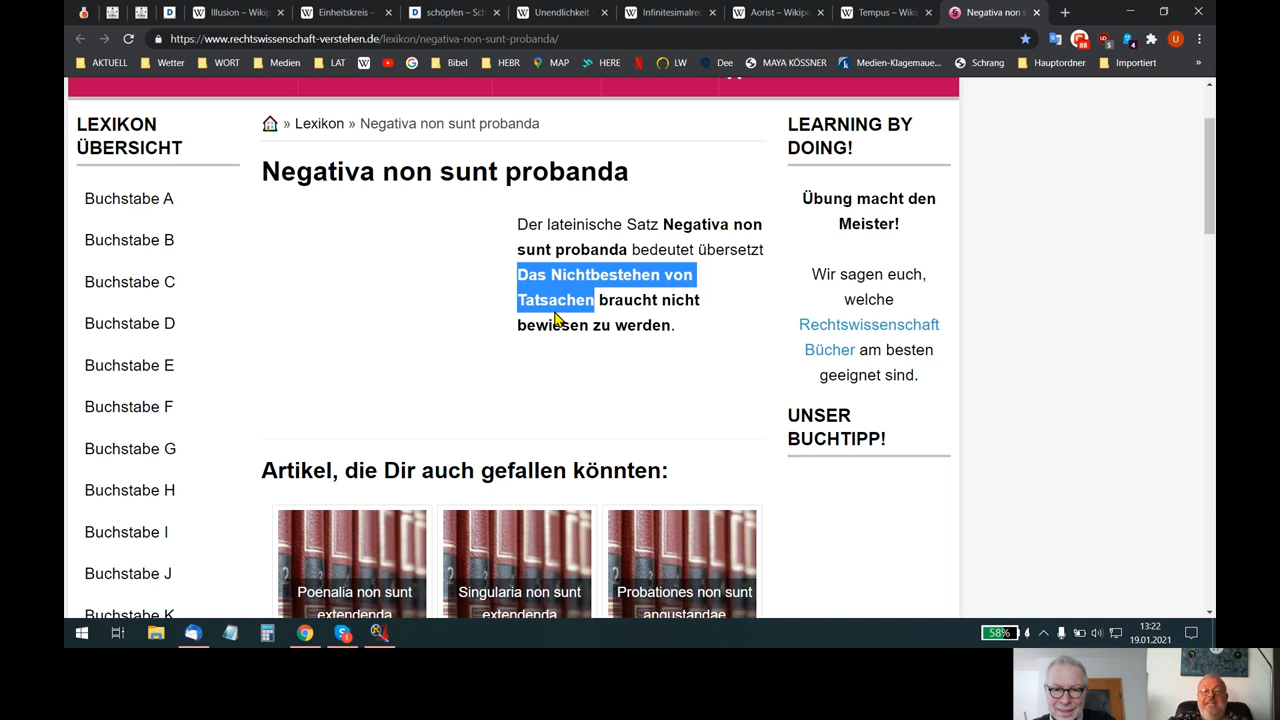 Illusion – Wikip
Einheitskreis –
schöpfen – Sch
Unendlichkeit –
Infinitesimalrec
Aorist – Wikipe
Tempus – Wiki
Negativa non s
https://www.rechtswissenschaft-verstehen.de/lexikon/negativa-non-sunt-probanda/
AKTUELL Wetter WORT Medien LAT Bibel HEBR MAP HERE LW Dee MAYA KÖSSNER Medien-Klagemaue... Schrang Hauptordner Importiert »
LEXIKON
ÜBERSICHT
Buchstabe A
Buchstabe B
Buchstabe C
Buchstabe D
Buchstabe E
Buchstabe F
Buchstabe G
Buchstabe H
Buchstabe I
Buchstabe J
Buchstabe K
» Lexikon » Negativa non sunt probanda
Negativa non sunt probanda
Der lateinische Satz Negativa non
sunt probanda bedeutet übersetzt
Das Nichtbestehen von
Tatsachen braucht nicht
bewiesen zu werden.
Artikel, die Dir auch gefallen könnten:
Poenalia non sunt
extendenda
Singularia non sunt
extendenda
Probationes non sunt
angustandae
LEARNING BY
DOING!
Übung macht den
Meister!
Wir sagen euch,
welche
Rechtswissenschaft
Bücher am besten
geeignet sind.
UNSER
BUCHTIPP!
58%
13:22
19.01.2021